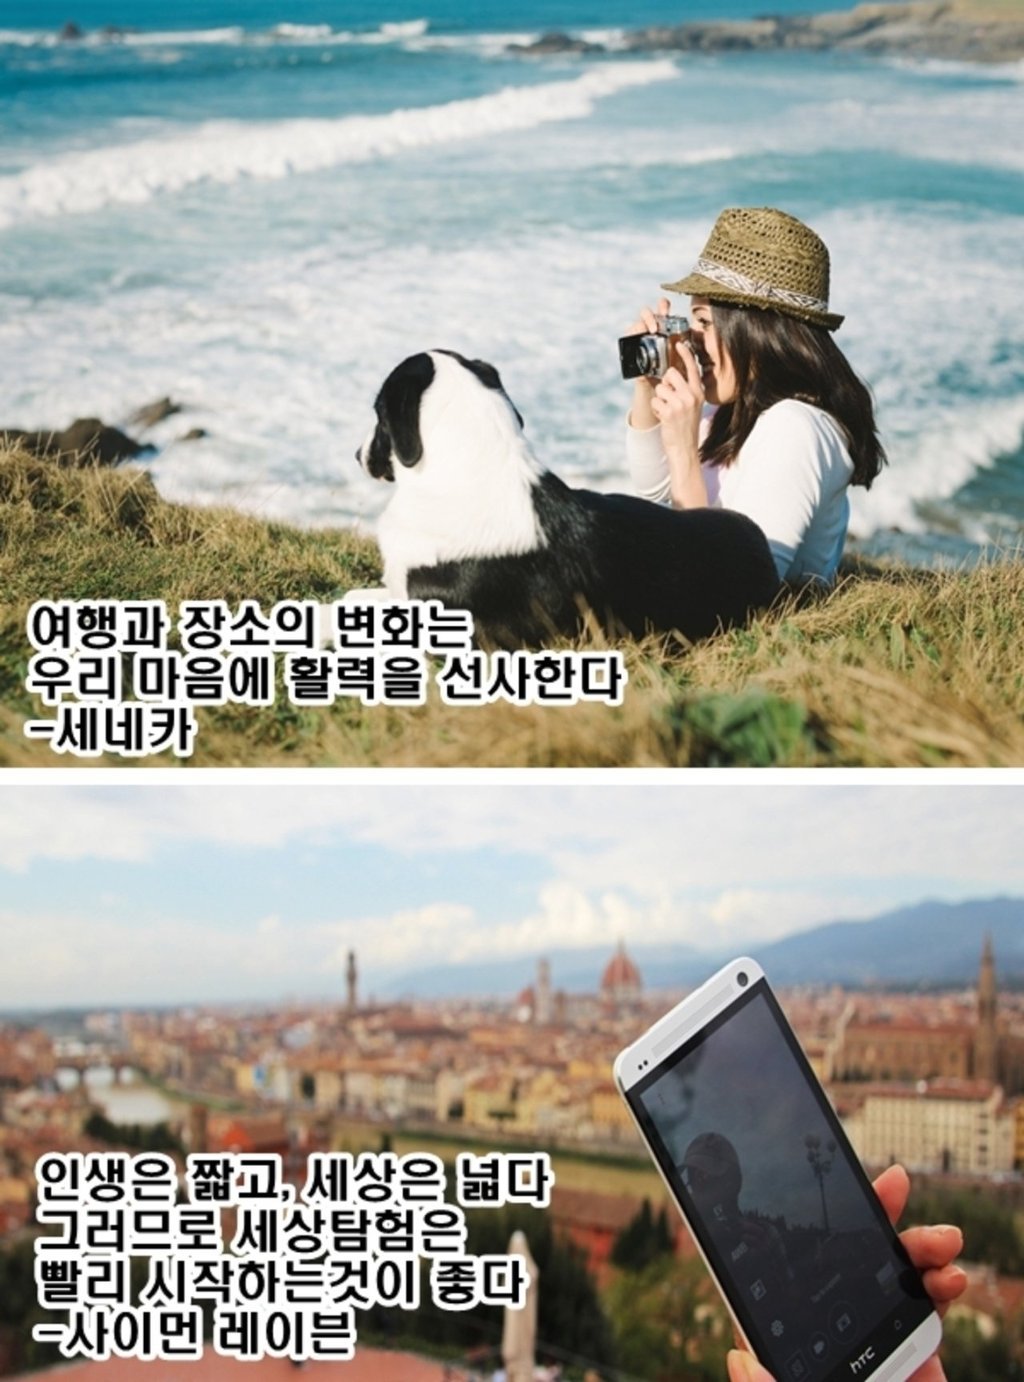 여행과 장소의 변화는
우리 마음에 활력을 선사한다
-세네카
인생은 짧고, 세상은 넓다
그러므로 세상탐험은
빨리 시작하는것이 좋다
-사이먼 레이븐
hTC